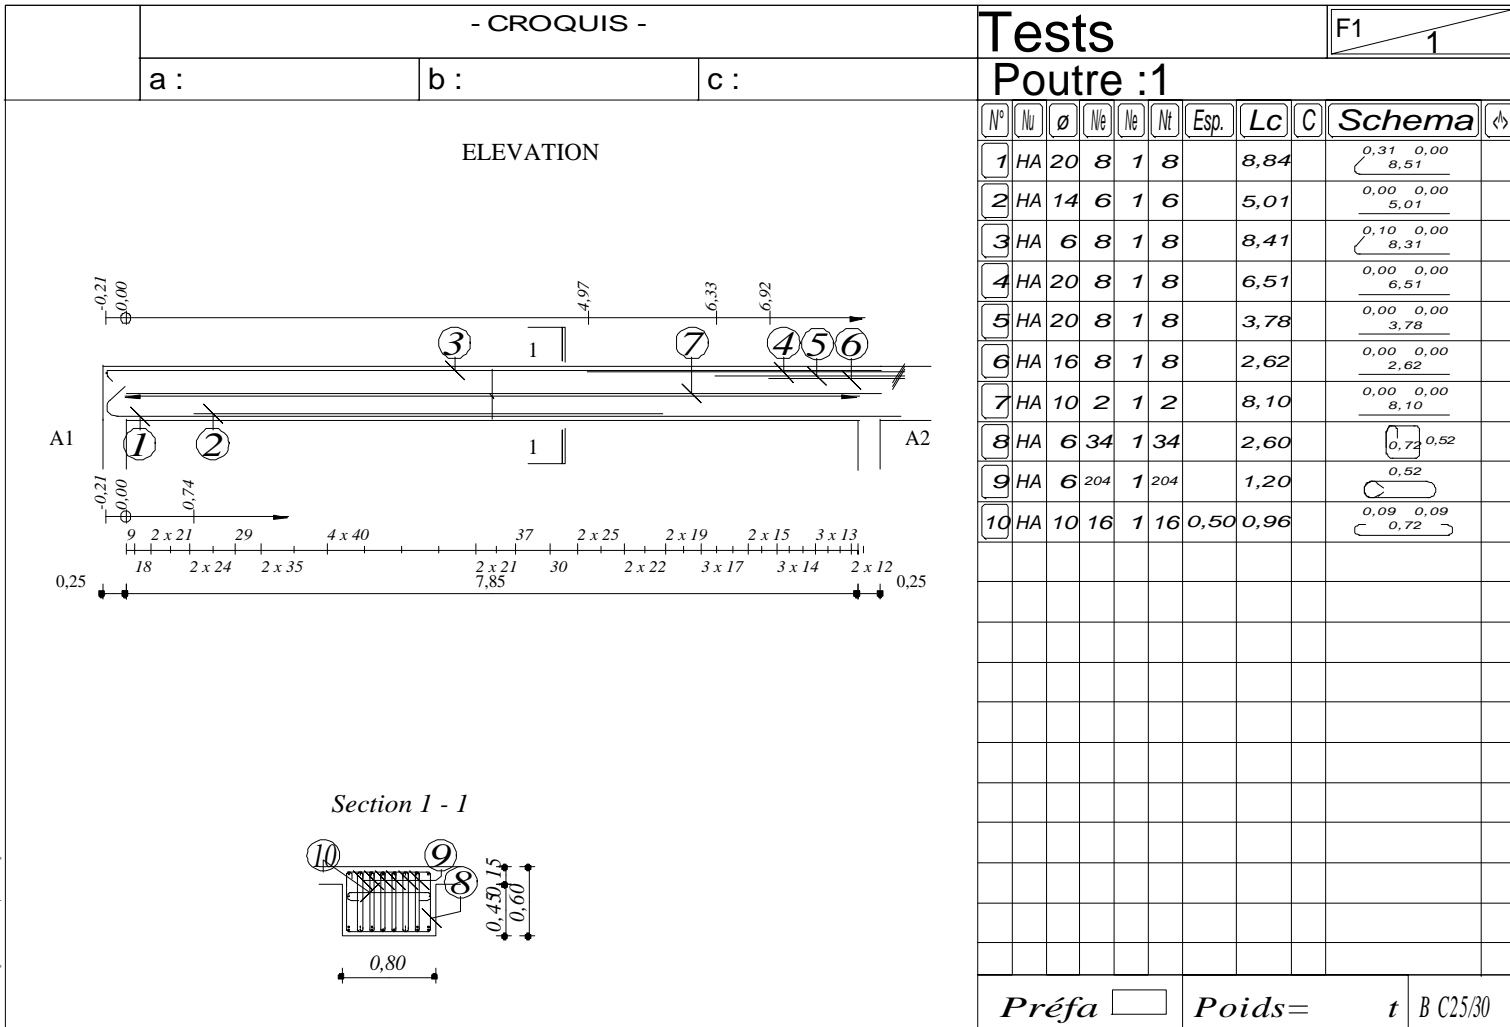 - CROQUIS -
a :
b :
c :
Tests
F1
1
Poutre :1
N° Nu ø N/e Ne Nt Esp. Lc C Schema
1 HA 20 8 1 8 8,84 0,31 0,00 8,51
2 HA 14 6 1 6 5,01 0,00 0,00 5,01
3 HA 6 8 1 8 8,41 0,10 0,00 8,31
4 HA 20 8 1 8 6,51 0,00 0,00 6,51
5 HA 20 8 1 8 3,78 0,00 0,00 3,78
6 HA 16 8 1 8 2,62 0,00 0,00 2,62
7 HA 10 2 1 2 8,10 0,00 0,00 8,10
8 HA 6 34 1 34 2,60 0,72 0,52
9 HA 6 204 1 204 1,20 0,52
10 HA 10 16 1 16 0,50 0,96 0,09 0,09 0,72
ELEVATION
-0,21 0,00 4,97 6,33 6,92
3 1 7 4 5 6
A1 1 2 1 A2
-0,21 0,00 0,74
9 2 x 21 29 4 x 40 37 2 x 25 2 x 19 2 x 15 3 x 13
18 2 x 24 2 x 35 2 x 21 30 2 x 22 3 x 17 3 x 14 2 x 12
0,25 7,85 0,25
Section 1 - 1
10 9 8
0,45 0,15
0,60
0,80
Préfa
Poids= t
B C25/30